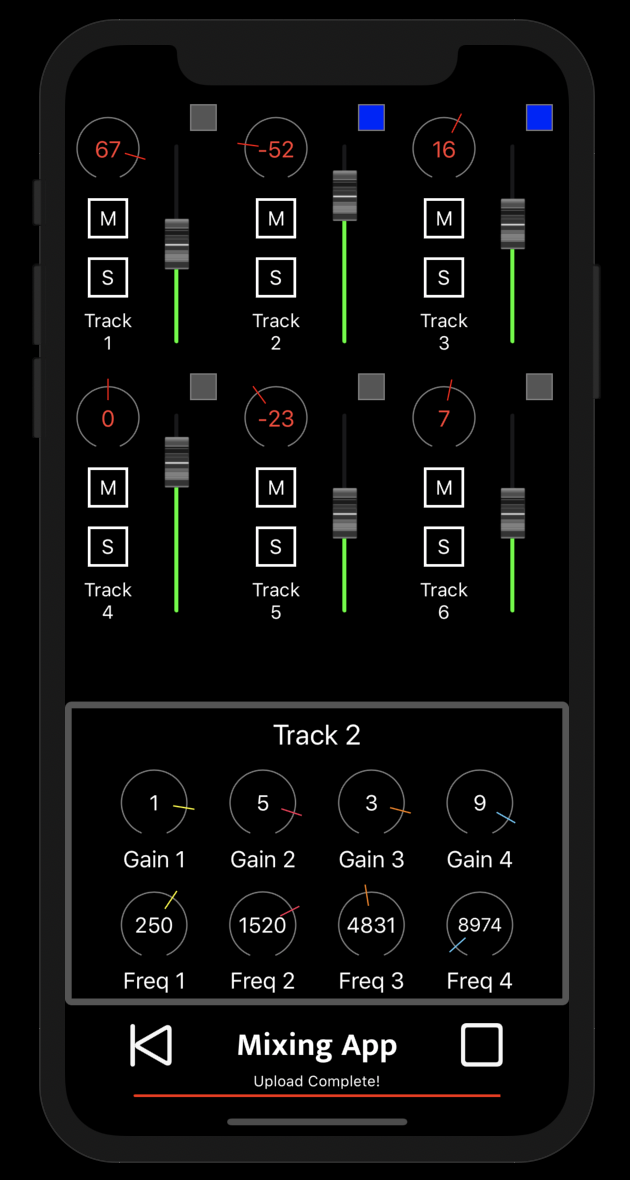 67 -52 16
M M M
S S S
Track Track Track
1 2 3
0 -23 7
M M M
S S S
Track Track Track
4 5 6
Track 2
1 5 3 9
Gain 1 Gain 2 Gain 3 Gain 4
250 1520 4831 8974
Freq 1 Freq 2 Freq 3 Freq 4
Mixing App
Upload Complete!